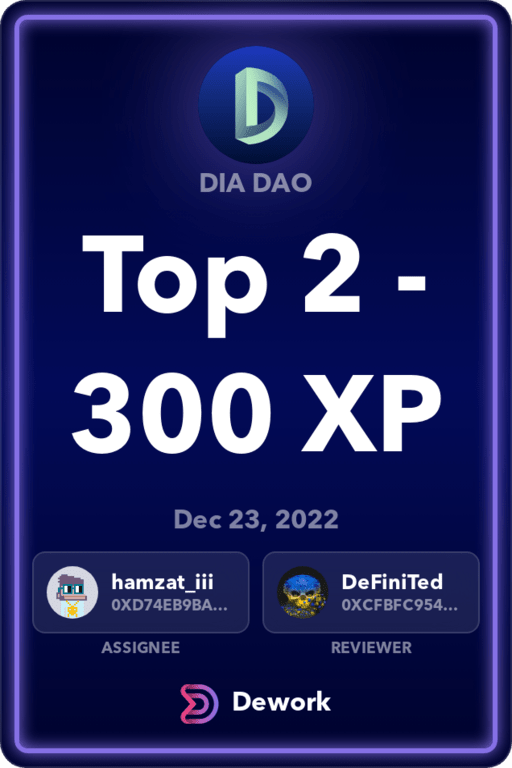 DIA DAO
Top 2 -
300 XP
Dec 23, 2022
hamzat_iii
0XD74EB9BA...
ASSIGNEE
DeFiniTed
0XCFBFC954...
REVIEWER
Dework